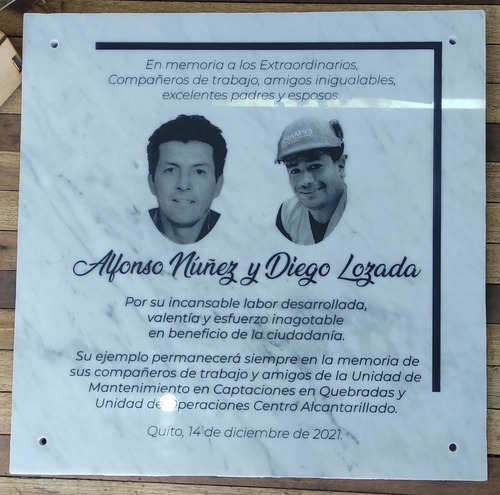 En memoria a los Extraordinarios,
Compañeros de trabajo, amigos inigualables,
excelentes padres y esposos.
Alfonso Núñez y Diego Lozada
Por su incansable labor desarrollada,
valentía y esfuerzo inagotable
en beneficio de la ciudadanía.
Su ejemplo permanecerá siempre en la memoria de
sus compañeros de trabajo y amigos de la Unidad de
Mantenimiento en Captaciones en Quebradas y
Unidad de Operaciones Centro Alcantarillado.
Quito, 14 de diciembre de 2021.